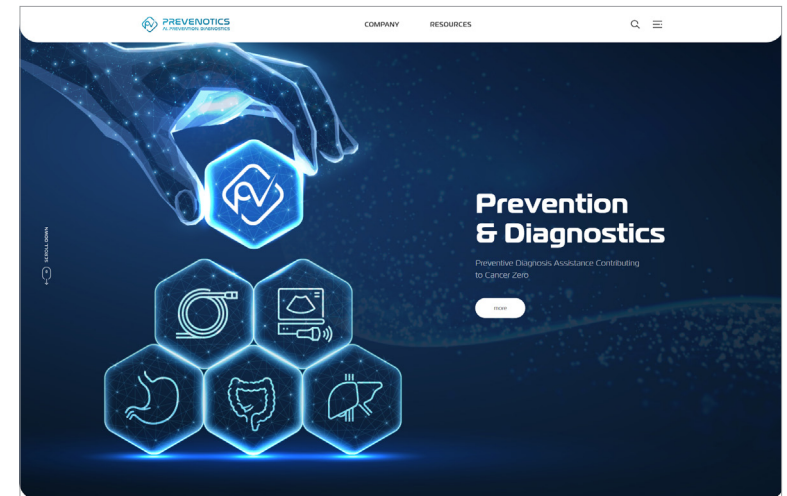 PREVENOTICS
AI PREVENTION DIAGNOSTICS
COMPANY
RESOURCES
SCROLL DOWN
Prevention
& Diagnostics
Preventive Diagnosis Assistance Contributing
to Cancer Zero
more